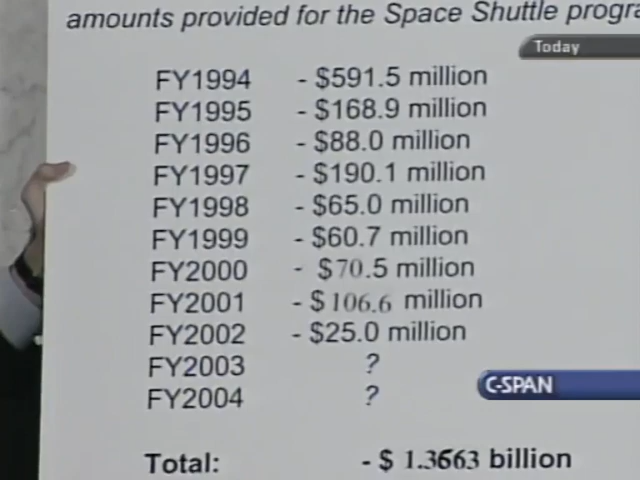 amounts provided for the Space Shuttle
Today
FY1994 - $591.5 million
FY1995 - $168.9 million
FY1996 - $88.0 million
FY1997 - $190.1 million
FY1998 - $65.0 million
FY1999 - $60.7 million
FY2000 - $70.5 million
FY2001 - $106.6 million
FY2002 - $25.0 million
FY2003 ?
FY2004 ?
C-SPAN
Total: - $ 1.3663 billion